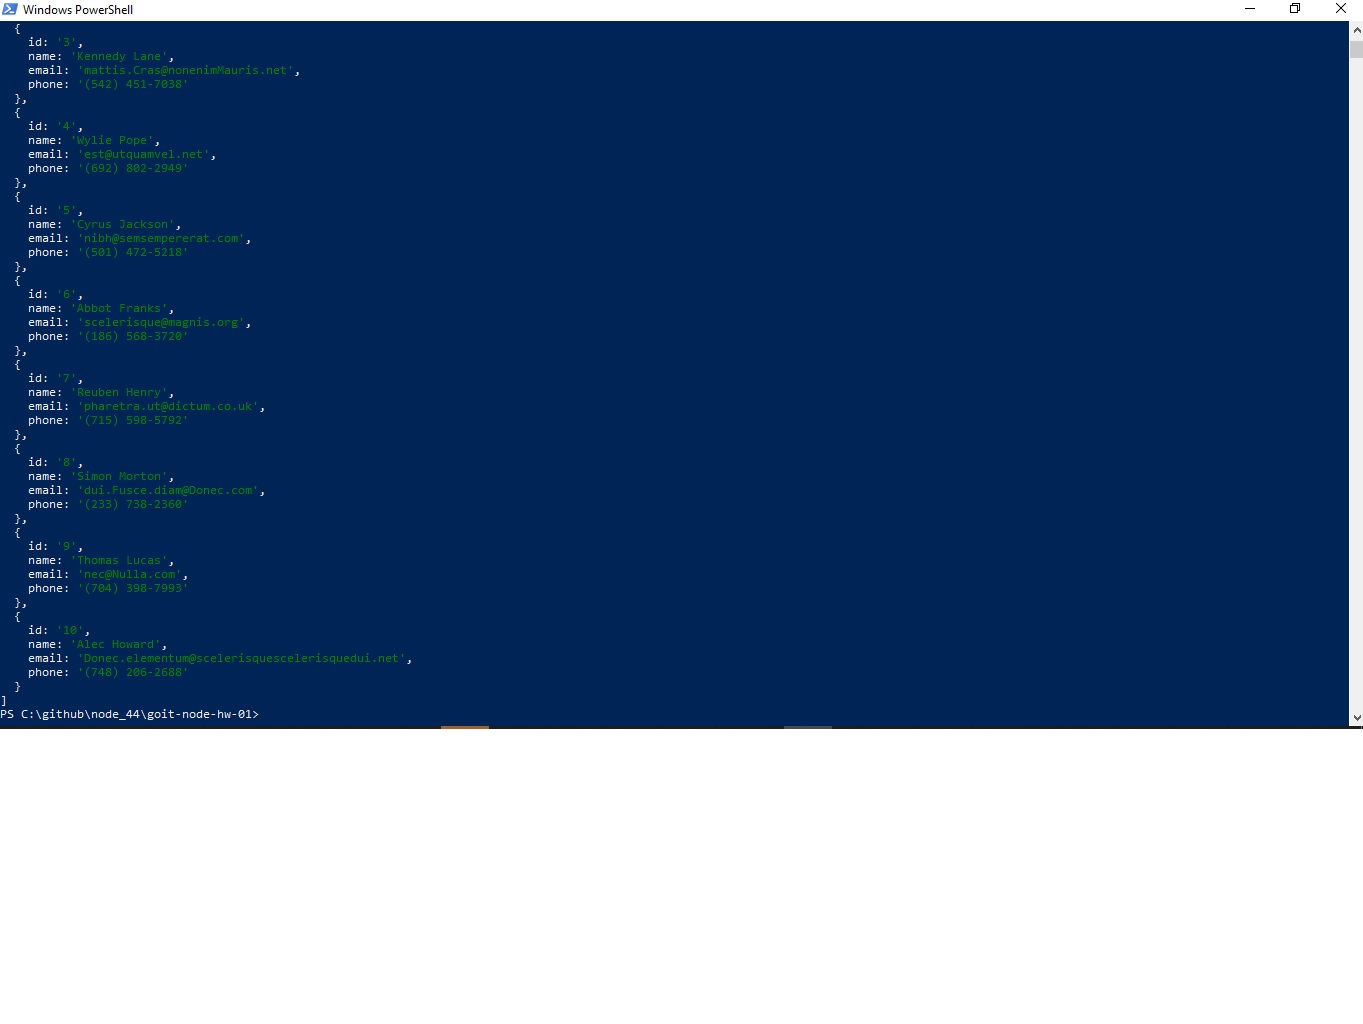 Windows PowerShell
  {
    id: '3',
    name: 'Kennedy Lane',
    email: 'mattis.Cras@nonenimMauris.net',
    phone: '(542) 451-7038'
  },
  {
    id: '4',
    name: 'Wylie Pope',
    email: 'est@utquamvel.net',
    phone: '(692) 802-2949'
  },
  {
    id: '5',
    name: 'Cyrus Jackson',
    email: 'nibh@semsempererat.com',
    phone: '(501) 472-5218'
  },
  {
    id: '6',
    name: 'Abbot Franks',
    email: 'scelerisque@magnis.org',
    phone: '(186) 568-3720'
  },
  {
    id: '7',
    name: 'Reuben Henry',
    email: 'pharetra.ut@dictum.co.uk',
    phone: '(715) 598-5792'
  },
  {
    id: '8',
    name: 'Simon Morton',
    email: 'dui.Fusce.diam@Donec.com',
    phone: '(233) 738-2360'
  },
  {
    id: '9',
    name: 'Thomas Lucas',
    email: 'nec@Nulla.com',
    phone: '(704) 398-7993'
  },
  {
    id: '10',
    name: 'Alec Howard',
    email: 'Donec.elementum@scelerisquescelerisquedui.net',
    phone: '(748) 206-2688'
  }
]
PS C:\github\node_44\goit-node-hw-01>